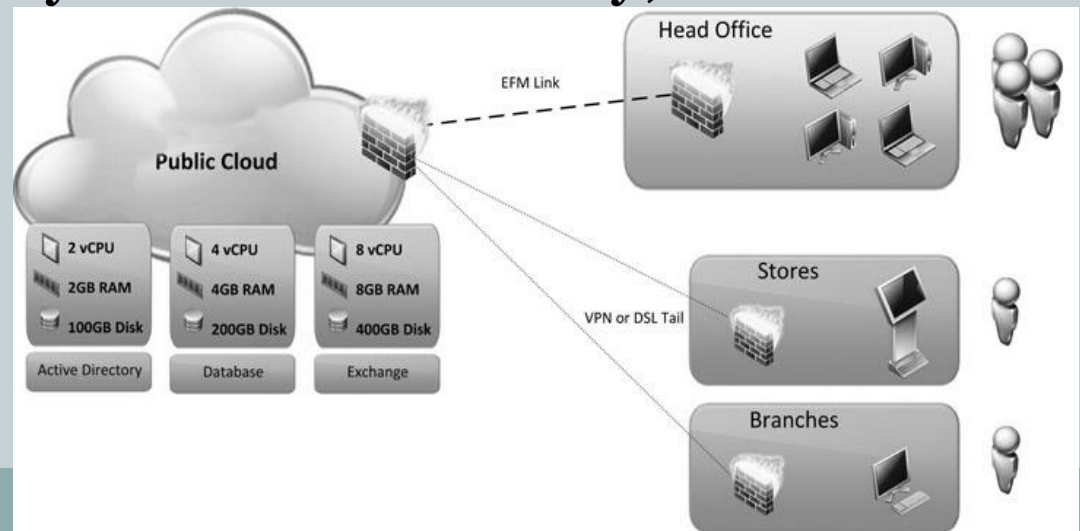 Public Cloud
2 vCPU
2GB RAM
100GB Disk
Active Directory
4 vCPU
4GB RAM
200GB Disk
Database
8 vCPU
8GB RAM
400GB Disk
Exchange
EFM Link
Head Office
VPN or DSL Tail
Stores
Branches